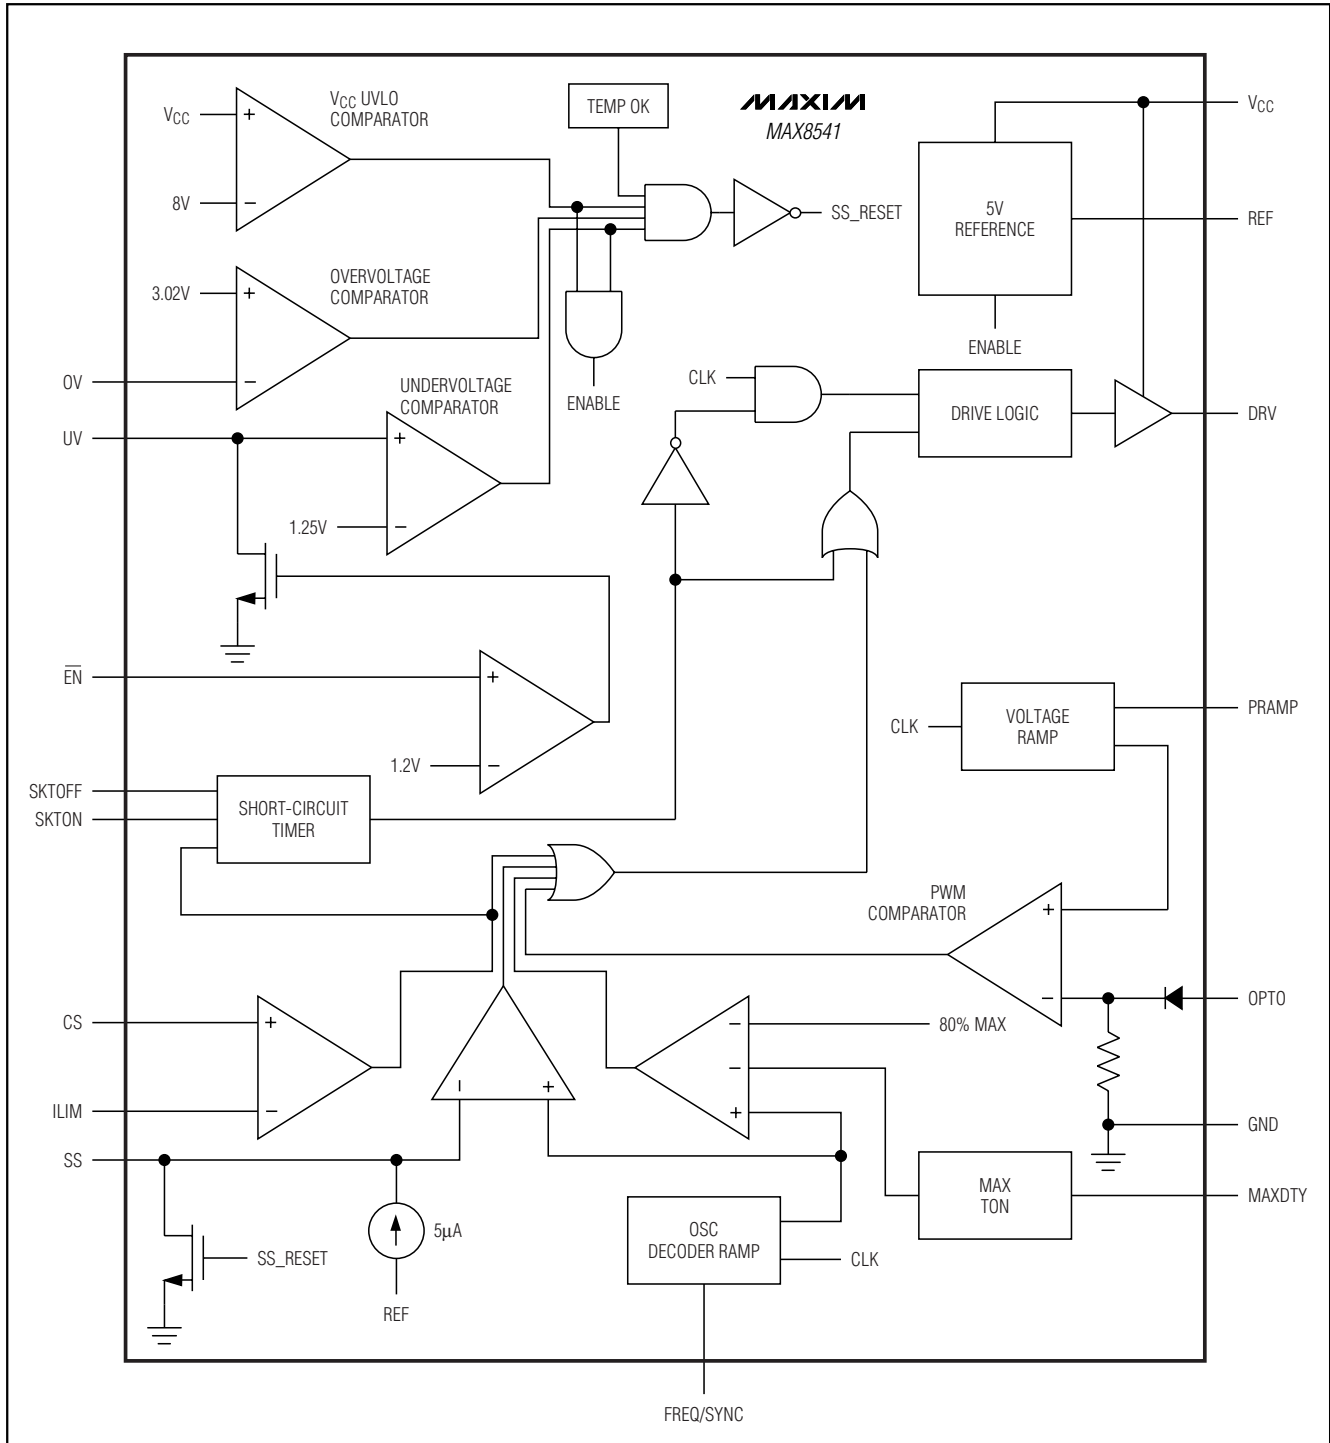 MAXIM
MAX8541
VCC
8V
VCC UVLO
COMPARATOR
+
−
TEMP OK
SS_RESET
5V
REFERENCE
ENABLE
VCC
REF
3.02V
OVERVOLTAGE
COMPARATOR
+
−
OV
UV
UNDERVOLTAGE
COMPARATOR
+
−
1.25V
ENABLE
CLK
DRIVE LOGIC
DRV
EN
+
−
1.2V
SKTOFF
SKTON
SHORT-CIRCUIT
TIMER
CLK
VOLTAGE
RAMP
PRAMP
PWM
COMPARATOR
+
−
OPTO
GND
CS
ILIM
+
−
−
+
−
−
+
80% MAX
SS
5µA
REF
SS_RESET
OSC
DECODER RAMP
CLK
MAX
TON
MAXDTY
FREQ/SYNC